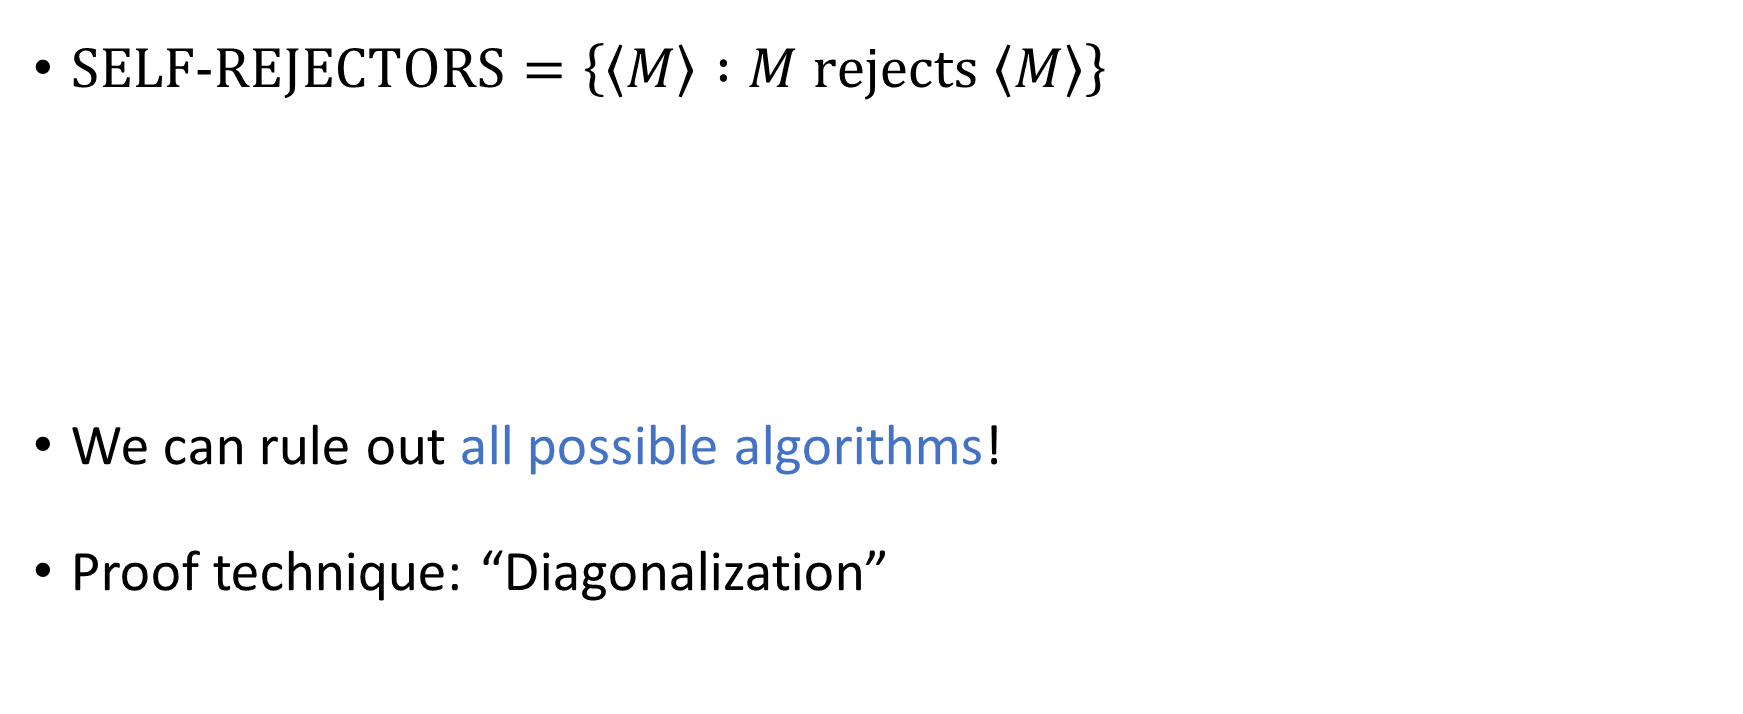 • SELF-REJECTORS = {⟨M⟩ : M rejects ⟨M⟩}
• We can rule out all possible algorithms!
• Proof technique: “Diagonalization”